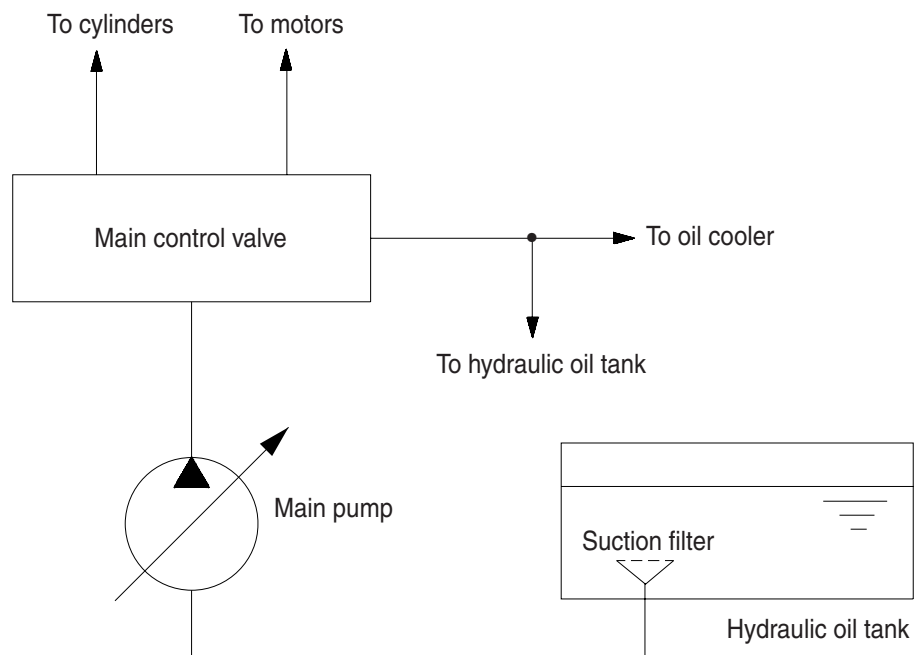 To cylinders
To motors
Main control valve
To oil cooler
To hydraulic oil tank
Main pump
Suction filter
Hydraulic oil tank